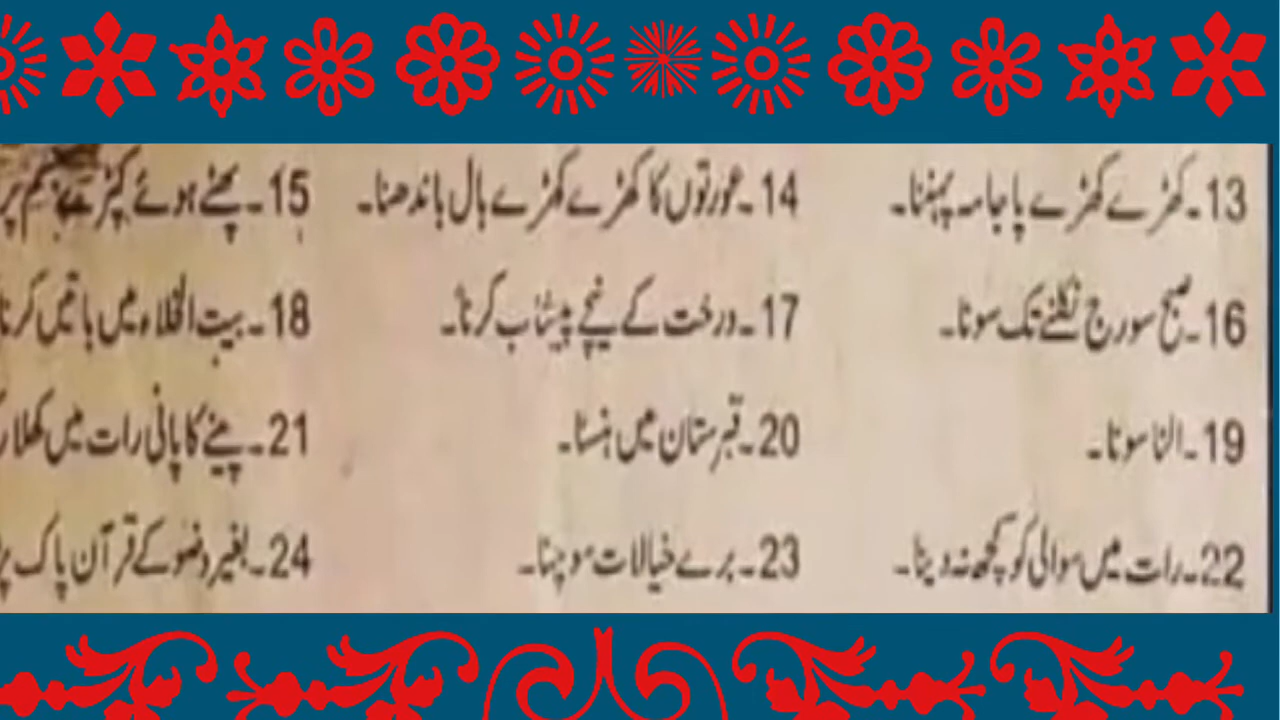 13۔ کھڑے کھڑے پاجامہ پہننا۔ 14۔ عورتوں کا کھڑے کھڑے بال باندھنا۔ 15۔ پھٹے ہوئے کپڑے جسم پر
16۔ صبح سورج نکلنے تک سونا۔ 17۔ درخت کے نیچے پیشاب کرنا۔ 18۔ بیت الخلاء میں باتیں کرنا
19۔ الٹا سونا۔ 20۔ قبرستان میں ہنسنا۔ 21۔ پینے کا پانی رات میں کھلا
22۔ رات میں سوالی کو کچھ نہ دینا۔ 23۔ برے خیالات سوچنا۔ 24۔ بغیر وضو کے قرآن پاک